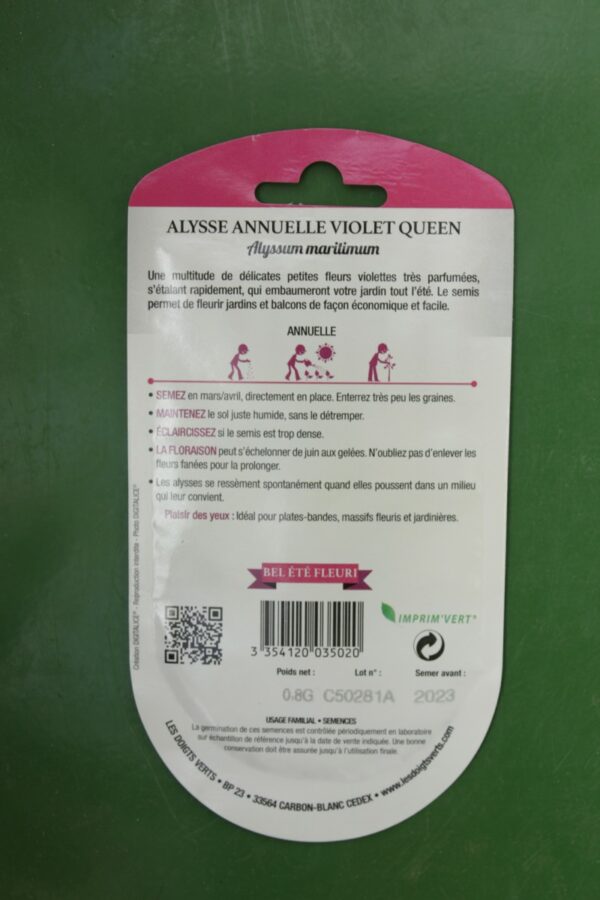 ALYSSE ANNUELLE VIOLET QUEEN
Alyssum maritimum
Une multitude de délicates petites fleurs violettes très parfumées,
s'étalant rapidement, qui embaumeront votre jardin tout l'été. Le semis
permet de fleurir jardins et balcons de façon économique et facile.
ANNUELLE
• SEMEZ en mars/avril, directement en place. Enterrez très peu les graines.
• MAINTENEZ le sol juste humide, sans le détremper.
• ÉCLAIRCISSEZ si le semis est trop dense.
• LA FLORAISON peut s'échelonner de juin aux gelées. N'oubliez pas d'enlever les
fleurs fanées pour la prolonger.
• Les alysses se ressèment spontanément quand elles poussent dans un milieu
qui leur convient.
Plaisir des yeux : Idéal pour plates-bandes, massifs fleuris et jardinières.
Création DIGITALICE® - Reproduction interdite - Photo DIGITALICE®
BEL ÉTÉ FLEURI
IMPRIM'VERT®
3 354120 035020
Poids net : Lot n° : Semer avant :
0.8G C50281A 2023
USAGE FAMILIAL • SEMENCES
La germination de ces semences est contrôlée périodiquement en laboratoire
sur échantillon de référence jusqu'à la date de vente indiquée. Une bonne
conservation doit être assurée jusqu'à l'utilisation finale.
LES DOIGTS VERTS • BP 23 • 33564 CARBON-BLANC CEDEX • www.lesdoigtsverts.com